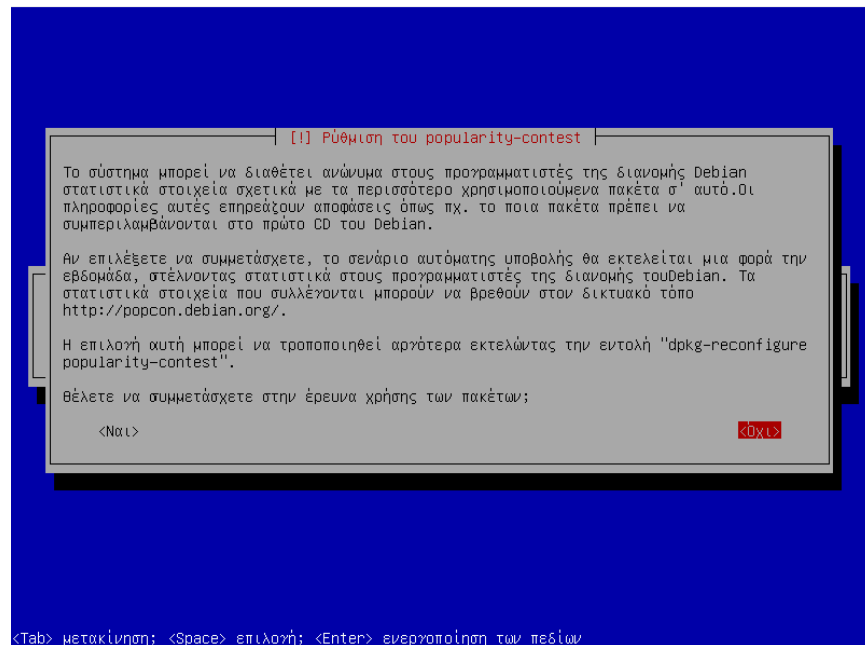 [!] Ρύθμιση του popularity-contest
Το σύστημα μπορεί να διαθέτει ανώνυμα στους προγραμματιστές της διανομής Debian
στατιστικά στοιχεία σχετικά με τα περισσότερο χρησιμοποιούμενα πακέτα σ' αυτό.Οι
πληροφορίες αυτές επηρεάζουν αποφάσεις όπως πχ. το ποια πακέτα πρέπει να
συμπεριλαμβάνονται στο πρώτο CD του Debian.
Αν επιλέξετε να συμμετάσχετε, το σενάριο αυτόματης υποβολής θα εκτελείται μια φορά την
εβδομάδα, στέλνοντας στατιστικά στους προγραμματιστές της διανομής τουDebian. Τα
στατιστικά στοιχεία που συλλέγονται μπορούν να βρεθούν στον δικτυακό τόπο
http://popcon.debian.org/.
Η επιλογή αυτή μπορεί να τροποποιηθεί αργότερα εκτελώντας την εντολή "dpkg-reconfigure
popularity-contest".
Θέλετε να συμμετάσχετε στην έρευνα χρήσης των πακέτων;
<Ναι> <Όχι>
<Tab> μετακίνηση; <Space> επιλογή; <Enter> ενεργοποίηση των πεδίων